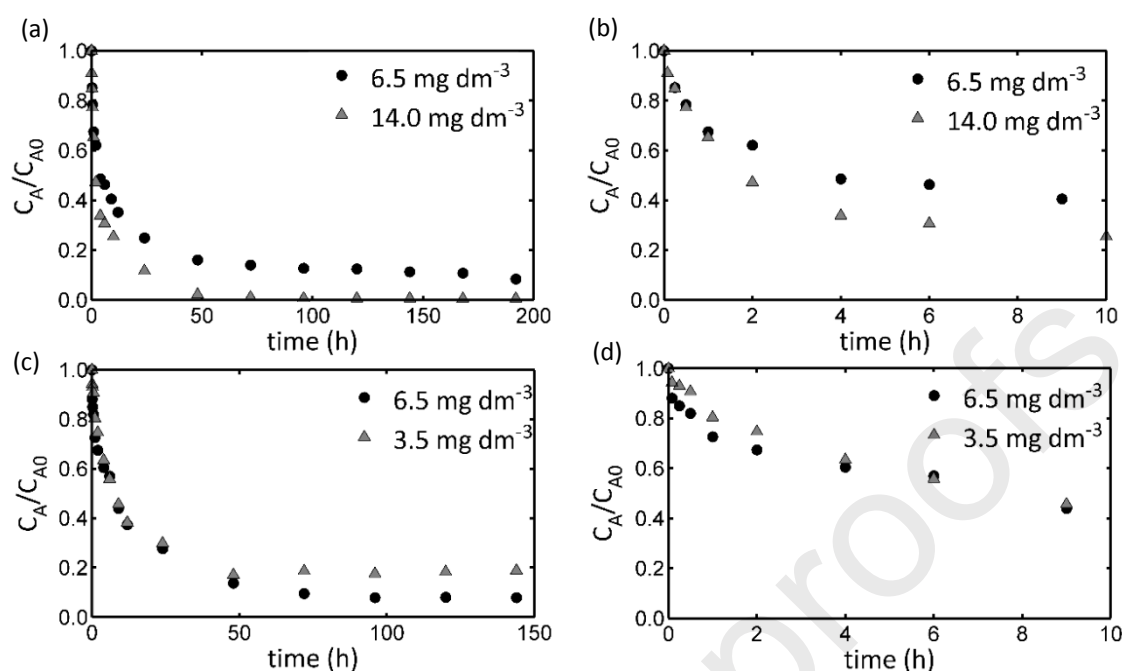 (a)
1.0
0.8
0.6
0.4
0.2
0.0
C_A/C_A0
6.5 mg dm⁻³
14.0 mg dm⁻³
0 50 100 150 200
time (h)
(b)
1.0
0.8
0.6
0.4
0.2
0.0
C_A/C_A0
6.5 mg dm⁻³
14.0 mg dm⁻³
0 2 4 6 8 10
time (h)
(c)
1.0
0.8
0.6
0.4
0.2
0.0
C_A/C_A0
6.5 mg dm⁻³
3.5 mg dm⁻³
0 50 100 150
time (h)
(d)
1.0
0.8
0.6
0.4
0.2
0.0
C_A/C_A0
6.5 mg dm⁻³
3.5 mg dm⁻³
0 2 4 6 8 10
time (h)
proofs